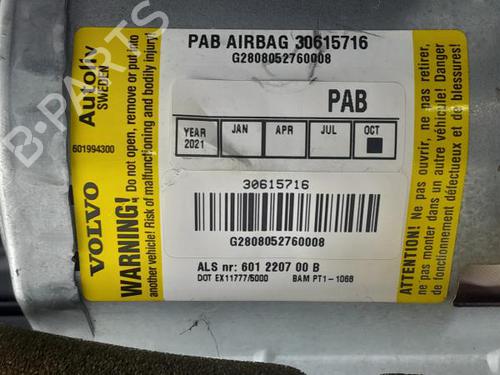 PAB AIRBAG 30615716
G2808052760008
PAB
YEAR 2021 JAN APR JUL OCT
30615716
G2808052760008
ALS nr: 601 2207 00 B
DOT EX11777/5000 BAM PT1-1068
Autoliv
SWEDEN
601994300
VOLVO
WARNING! Do not open, remove or put into
another vehicle! Risk of malfunctioning and bodily injury!
ATTENTION! Ne pas ouvrir, ne pas retirer,
ne pas monter dans un autre véhicule! Danger
de fonctionnement défectueux et de blessures!
B-PARTS